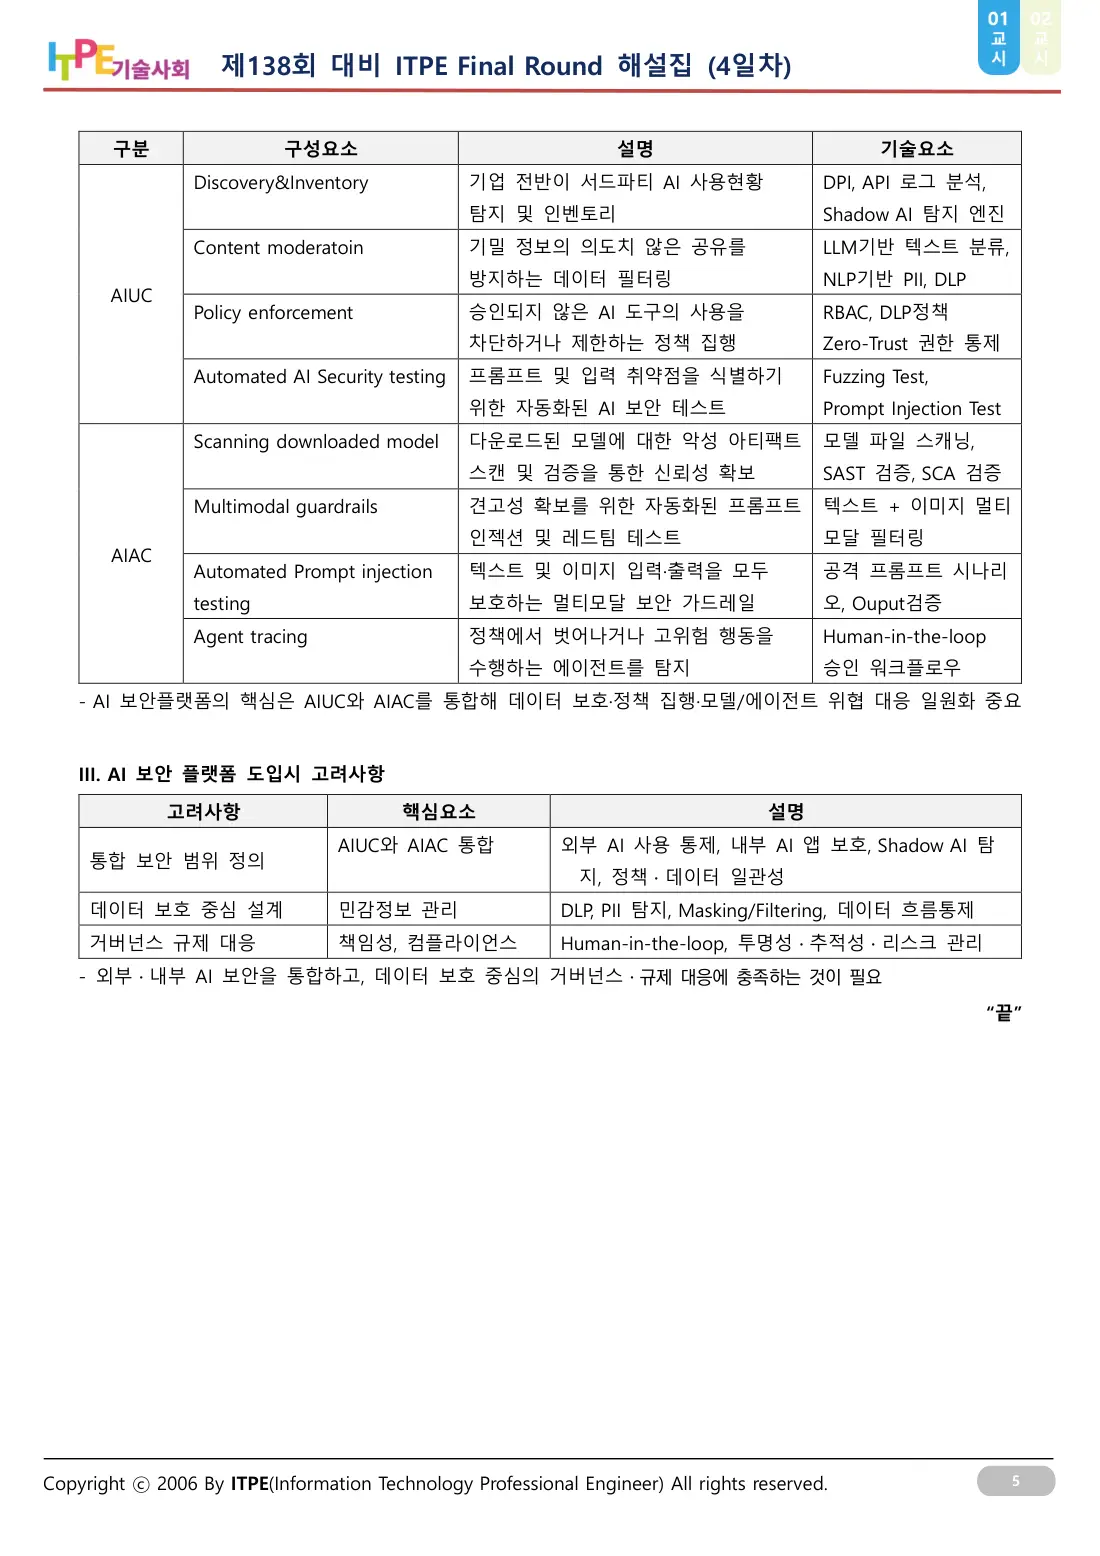 ITPE기술사회 제138회 대비 ITPE Final Round 해설집 (4일차)
01
교
시
02
교
시
구분 구성요소 설명 기술요소
AIUC
Discovery&Inventory 기업 전반이 서드파티 AI 사용현황 DPI, API 로그 분석,
탐지 및 인벤토리 Shadow AI 탐지 엔진
Content moderatoin 기밀 정보의 의도치 않은 공유를 LLM기반 텍스트 분류,
방지하는 데이터 필터링 NLP기반 PII, DLP
Policy enforcement 승인되지 않은 AI 도구의 사용을 RBAC, DLP정책
차단하거나 제한하는 정책 집행 Zero-Trust 권한 통제
Automated AI Security testing 프롬프트 및 입력 취약점을 식별하기 Fuzzing Test,
위한 자동화된 AI 보안 테스트 Prompt Injection Test
AIAC
Scanning downloaded model 다운로드된 모델에 대한 악성 아티팩트 모델 파일 스캐닝,
스캔 및 검증을 통한 신뢰성 확보 SAST 검증, SCA 검증
Multimodal guardrails 견고성 확보를 위한 자동화된 프롬프트 텍스트 + 이미지 멀티
인젝션 및 레드팀 테스트 모달 필터링
Automated Prompt injection 텍스트 및 이미지 입력·출력을 모두 공격 프롬프트 시나리
testing 보호하는 멀티모달 보안 가드레일 오, Ouput검증
Agent tracing 정책에서 벗어나거나 고위험 행동을 Human-in-the-loop
수행하는 에이전트를 탐지 승인 워크플로우
- AI 보안플랫폼의 핵심은 AIUC와 AIAC를 통합해 데이터 보호·정책 집행·모델/에이전트 위협 대응 일원화 중요
III. AI 보안 플랫폼 도입시 고려사항
고려사항 핵심요소 설명
통합 보안 범위 정의 AIUC와 AIAC 통합 외부 AI 사용 통제, 내부 AI 앱 보호, Shadow AI 탐
지, 정책·데이터 일관성
데이터 보호 중심 설계 민감정보 관리 DLP, PII 탐지, Masking/Filtering, 데이터 흐름통제
거버넌스 규제 대응 책임성, 컴플라이언스 Human-in-the-loop, 투명성·추적성·리스크 관리
- 외부·내부 AI 보안을 통합하고, 데이터 보호 중심의 거버넌스·규제 대응에 충족하는 것이 필요
“끝”
Copyright ⓒ 2006 By ITPE(Information Technology Professional Engineer) All rights reserved.
5